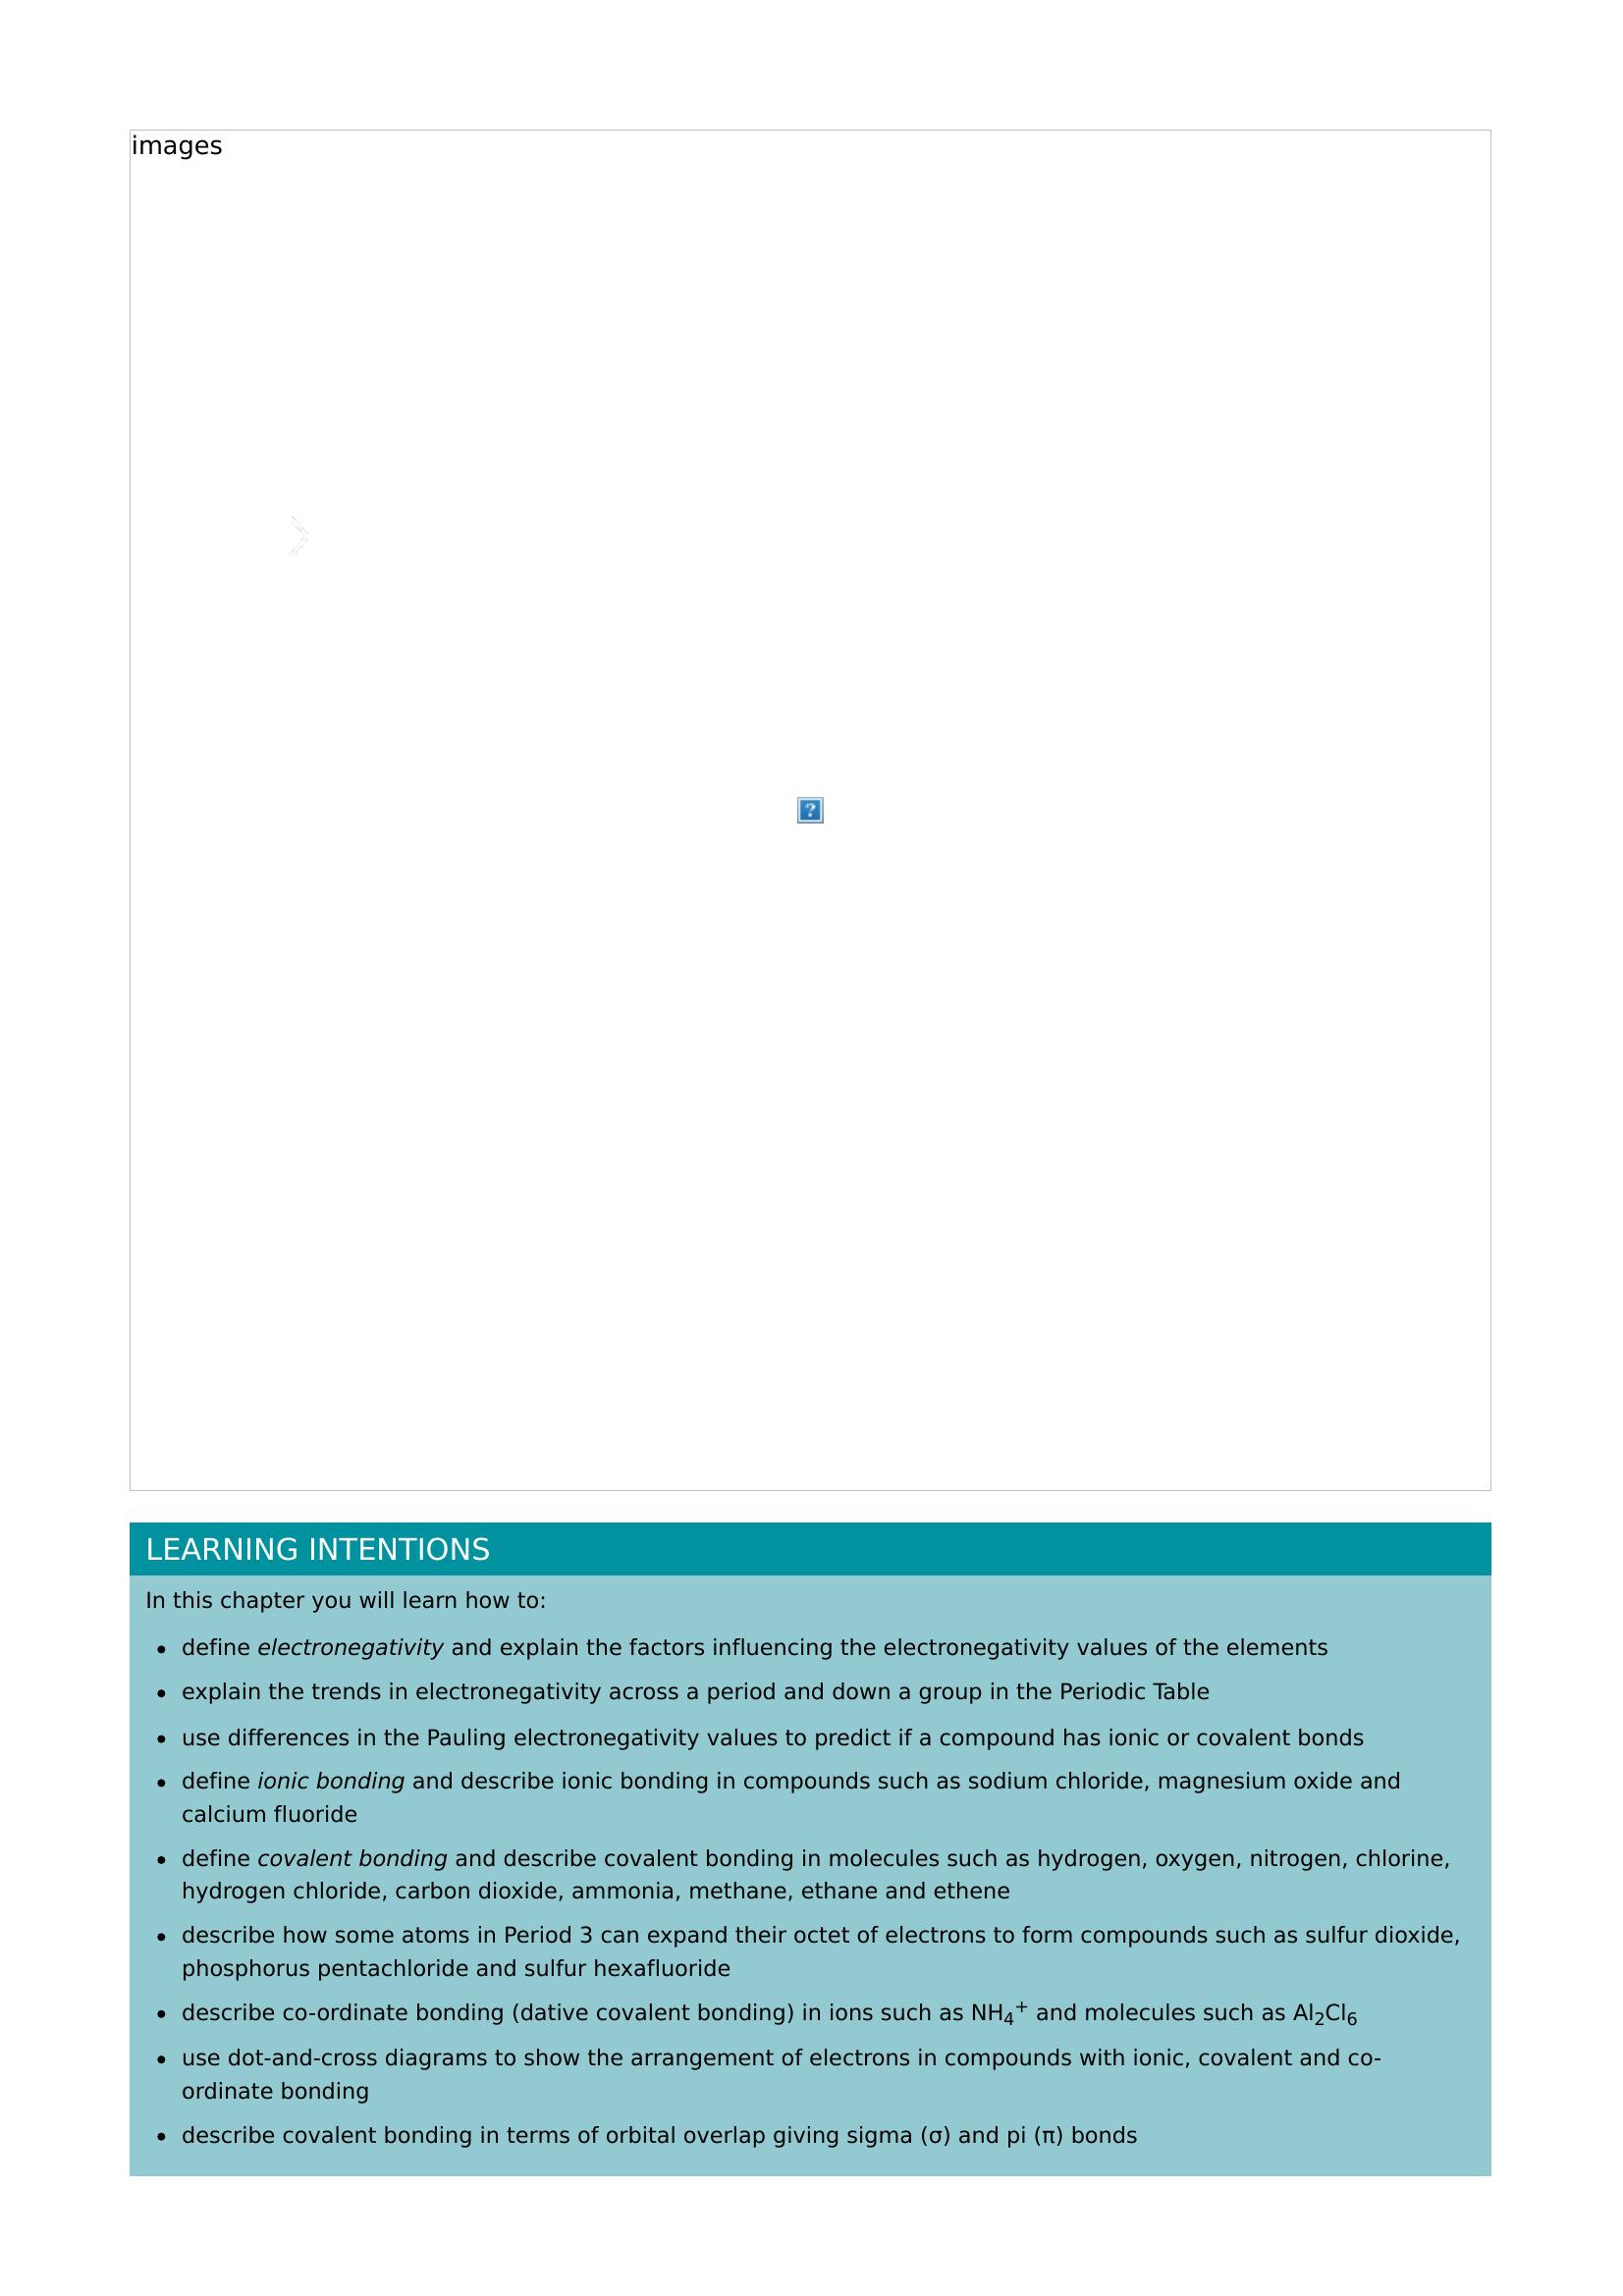 images
?
LEARNING INTENTIONS
In this chapter you will learn how to:
• define electronegativity and explain the factors influencing the electronegativity values of the elements
• explain the trends in electronegativity across a period and down a group in the Periodic Table
• use differences in the Pauling electronegativity values to predict if a compound has ionic or covalent bonds
• define ionic bonding and describe ionic bonding in compounds such as sodium chloride, magnesium oxide and
calcium fluoride
• define covalent bonding and describe covalent bonding in molecules such as hydrogen, oxygen, nitrogen, chlorine,
hydrogen chloride, carbon dioxide, ammonia, methane, ethane and ethene
• describe how some atoms in Period 3 can expand their octet of electrons to form compounds such as sulfur dioxide,
phosphorus pentachloride and sulfur hexafluoride
• describe co-ordinate bonding (dative covalent bonding) in ions such as NH₄⁺ and molecules such as Al₂Cl₆
• use dot-and-cross diagrams to show the arrangement of electrons in compounds with ionic, covalent and co-
ordinate bonding
• describe covalent bonding in terms of orbital overlap giving sigma (σ) and pi (π) bonds